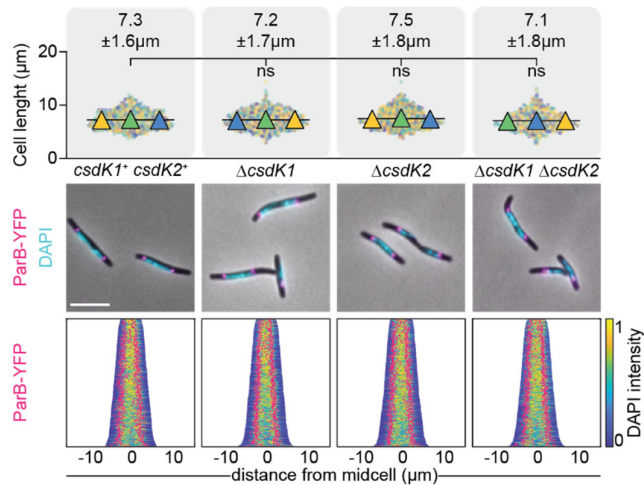 7.3 7.2 7.5 7.1
±1.6µm ±1.7µm ±1.8µm ±1.8µm
ns ns ns
Cell lenght (µm)
20
10
0
csdK1⁺ csdK2⁺ ΔcsdK1 ΔcsdK2 ΔcsdK1 ΔcsdK2
ParB-YFP
DAPI
ParB-YFP
1
0
DAPI intensity
-10 0 10 -10 0 10 -10 0 10 -10 0 10
distance from midcell (µm)